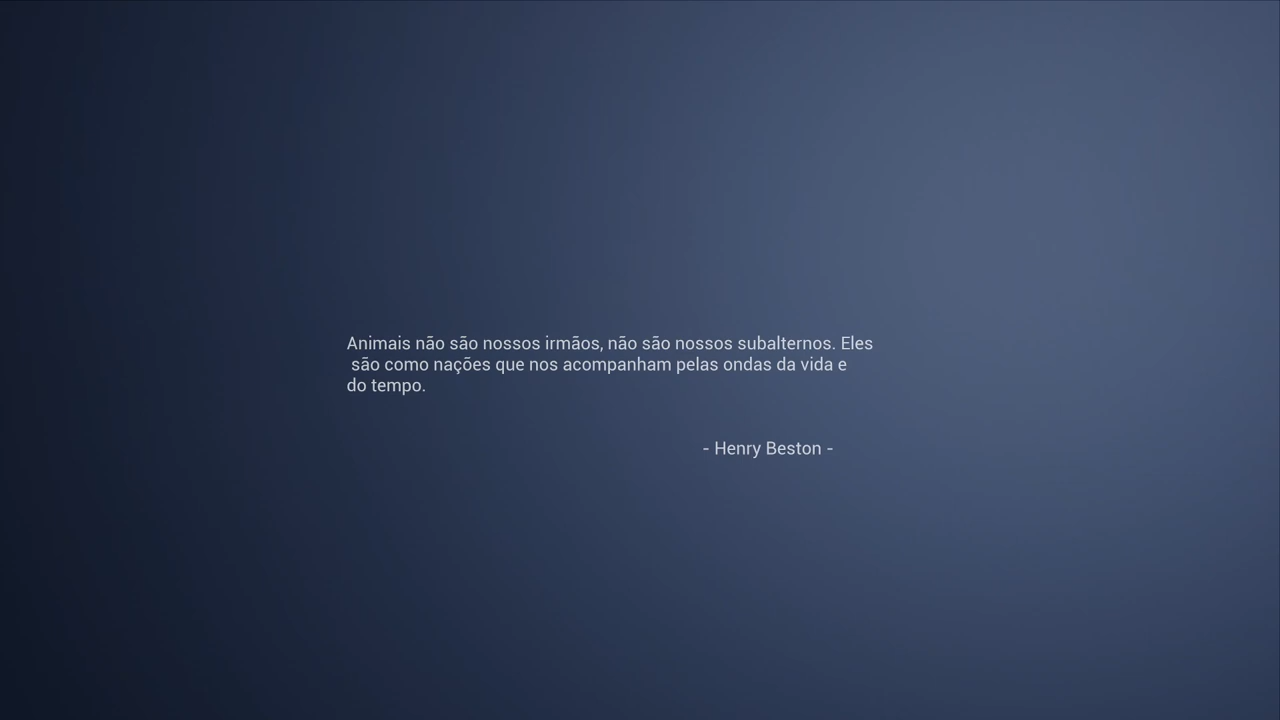 Animais não são nossos irmãos, não são nossos subalternos. Eles
são como nações que nos acompanham pelas ondas da vida e
do tempo.
- Henry Beston -